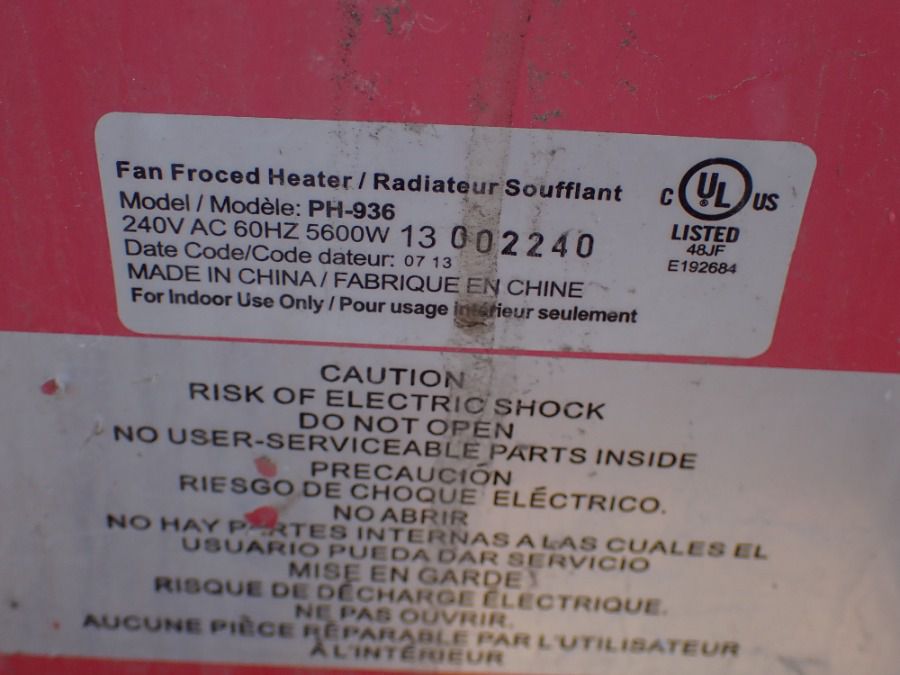 Fan Froced Heater / Radiateur Soufflant
Model / Modèle: PH-936
240V AC 60HZ 5600W 13 002240
Date Code/Code dateur: 07 13
MADE IN CHINA / FABRIQUE EN CHINE
For Indoor Use Only / Pour usage intérieur seulement
C UL® US
LISTED
48JF
E192684
CAUTION
RISK OF ELECTRIC SHOCK
DO NOT OPEN
NO USER-SERVICEABLE PARTS INSIDE
PRECAUCIÓN
RIESGO DE CHOQUE ELÉCTRICO.
NO ABRIR
NO HAY PARTES INTERNAS A LAS CUALES EL
USUARIO PUEDA DAR SERVICIO
MISE EN GARDE
RISQUE DE DÉCHARGE ÉLECTRIQUE.
NE PAS OUVRIR.
AUCUNE PIÈCE RÉPARABLE PAR L'UTILISATEUR
À L'INTÉRIEUR